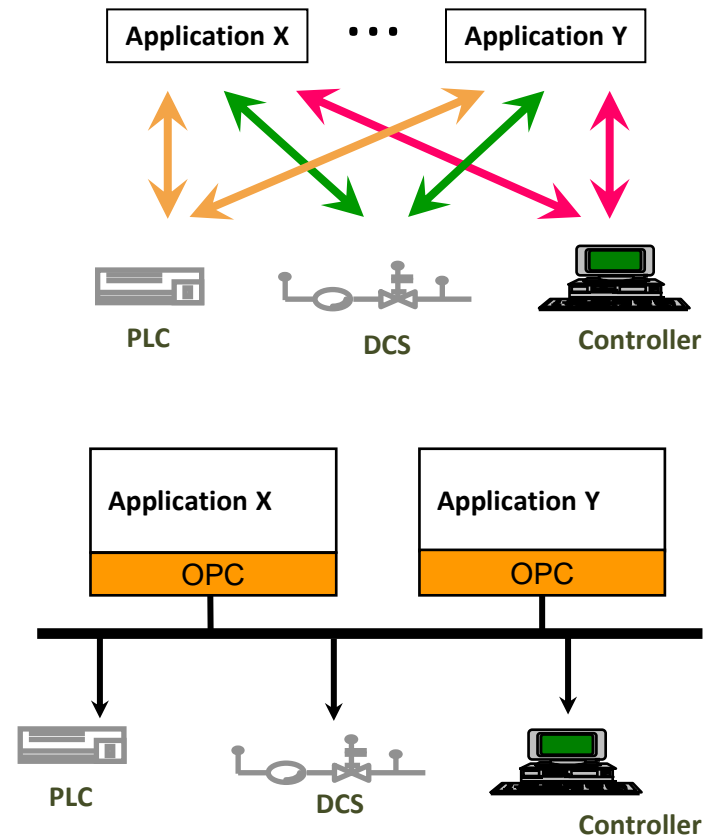 Application X ... Application Y
PLC
DCS
Controller
Application X
Application Y
OPC
OPC
PLC
DCS
Controller